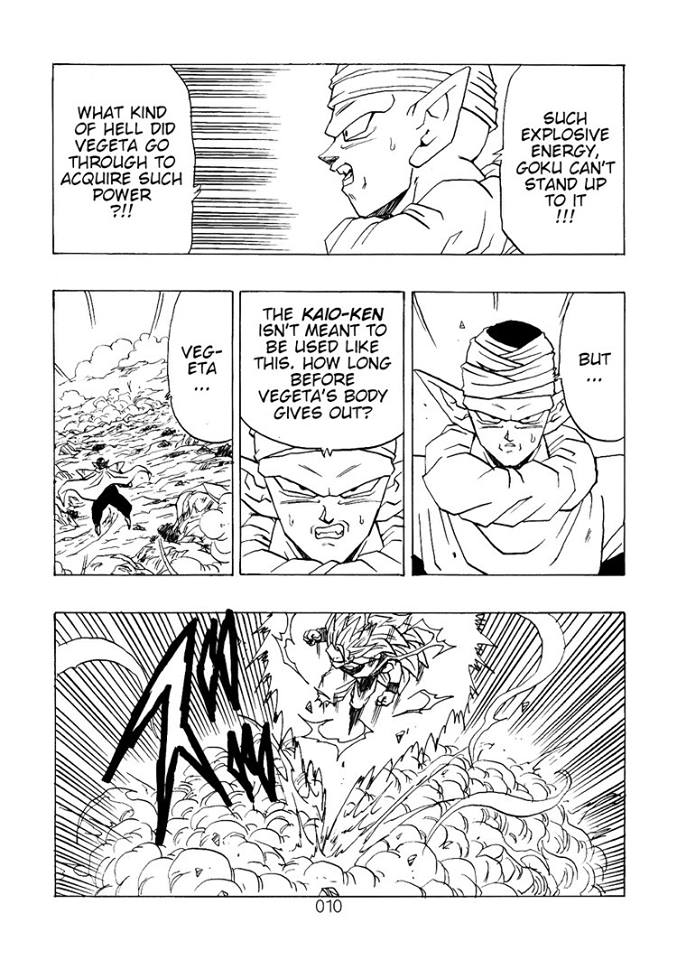 SUCH
EXPLOSIVE
ENERGY,
GOKU CAN'T
STAND UP
TO IT
!!!
WHAT KIND
OF HELL DID
VEGETA GO
THROUGH TO
ACQUIRE SUCH
POWER
?!!
BUT
...
THE KAIO-KEN
ISN'T MEANT TO
BE USED LIKE
THIS. HOW LONG
BEFORE
VEGETA'S BODY
GIVES OUT?
VEG-
ETA
...
010